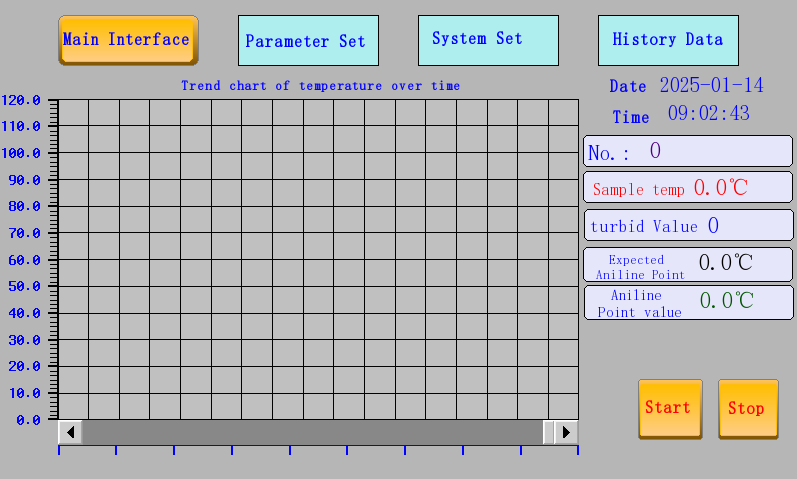 Main Interface
Parameter Set
System Set
History Data
Trend chart of temperature over time
Date 2025-01-14
Time 09:02:43
120.0
110.0
100.0
90.0
80.0
70.0
60.0
50.0
40.0
30.0
20.0
10.0
0.0
No.: 0
Sample temp 0.0℃
turbid Value 0
Expected
Aniline Point 0.0℃
Aniline
Point value 0.0℃
Start
Stop